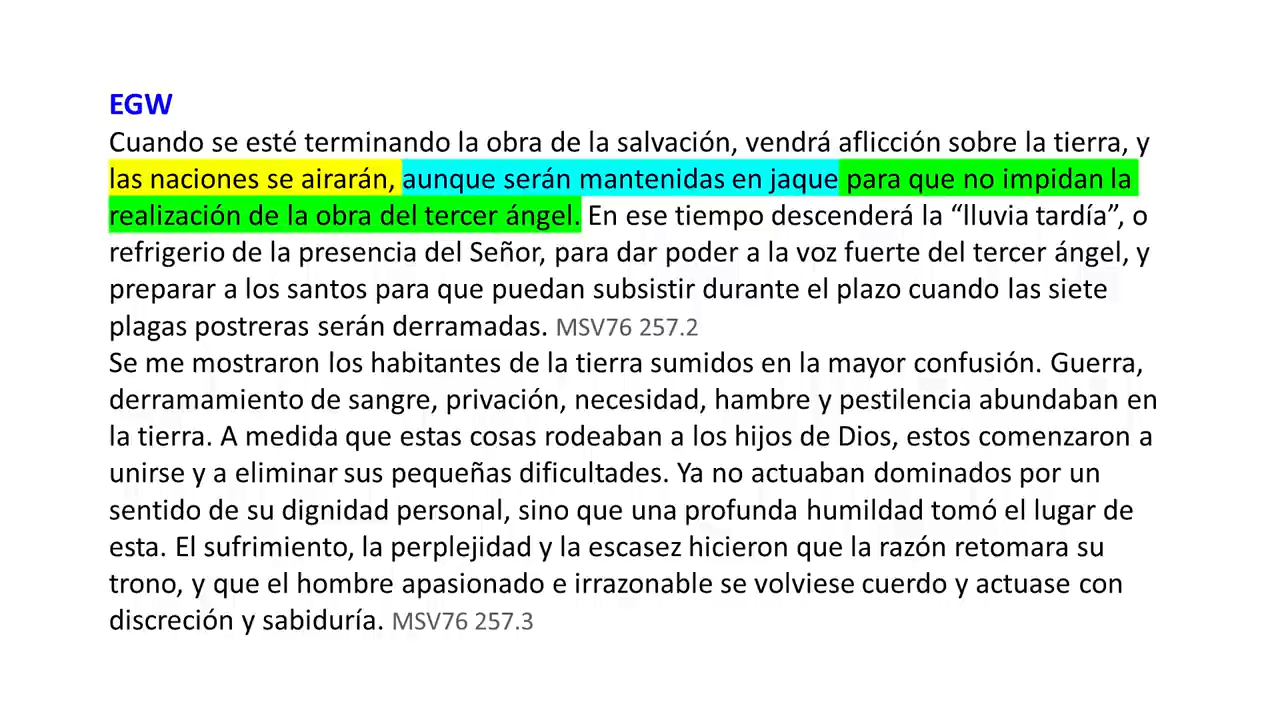 EGW
Cuando se esté terminando la obra de la salvación, vendrá aflicción sobre la tierra, y
las naciones se airarán, aunque serán mantenidas en jaque para que no impidan la
realización de la obra del tercer ángel. En ese tiempo descenderá la “lluvia tardía”, o
refrigerio de la presencia del Señor, para dar poder a la voz fuerte del tercer ángel, y
preparar a los santos para que puedan subsistir durante el plazo cuando las siete
plagas postreras serán derramadas. MSV76 257.2
Se me mostraron los habitantes de la tierra sumidos en la mayor confusión. Guerra,
derramamiento de sangre, privación, necesidad, hambre y pestilencia abundaban en
la tierra. A medida que estas cosas rodeaban a los hijos de Dios, estos comenzaron a
unirse y a eliminar sus pequeñas dificultades. Ya no actuaban dominados por un
sentido de su dignidad personal, sino que una profunda humildad tomó el lugar de
esta. El sufrimiento, la perplejidad y la escasez hicieron que la razón retomara su
trono, y que el hombre apasionado e irrazonable se volviese cuerdo y actuase con
discreción y sabiduría. MSV76 257.3